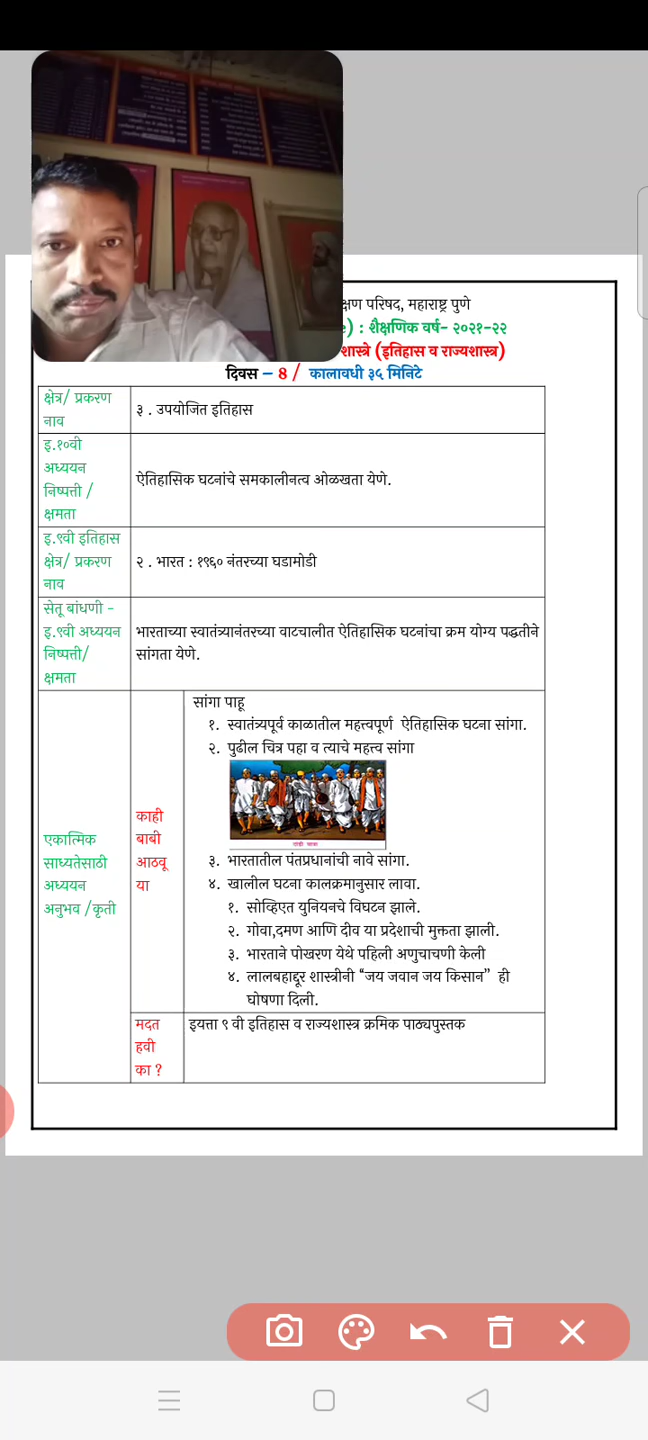 क्षण परिषद, महाराष्ट्र पुणे
e) : शैक्षणिक वर्ष- २०२१-२२
शास्त्रे (इतिहास व राज्यशास्त्र)
दिवस – 8 / कालावधी ३५ मिनिटे
क्षेत्र/ प्रकरण
नाव
३ . उपयोजित इतिहास
इ.१०वी
अध्ययन
निष्पत्ती /
क्षमता
ऐतिहासिक घटनांचे समकालीनत्व ओळखता येणे.
इ.९वी इतिहास
क्षेत्र/ प्रकरण
नाव
२ . भारत : १९६० नंतरच्या घडामोडी
सेतू बांधणी -
इ.९वी अध्ययन
निष्पत्ती/
क्षमता
भारताच्या स्वातंत्र्यानंतरच्या वाटचालीत ऐतिहासिक घटनांचा क्रम योग्य पद्धतीने
सांगता येणे.
एकात्मिक
साध्यतेसाठी
अध्ययन
अनुभव /कृती
काही
बाबी
आठवू
या
सांगा पाहू
१. स्वातंत्र्यपूर्व काळातील महत्त्वपूर्ण ऐतिहासिक घटना सांगा.
२. पुढील चित्र पहा व त्याचे महत्त्व सांगा
दांडी यात्रा
३. भारतातील पंतप्रधानांची नावे सांगा.
४. खालील घटना कालक्रमानुसार लावा.
१. सोव्हिएत युनियनचे विघटन झाले.
२. गोवा,दमण आणि दीव या प्रदेशाची मुक्तता झाली.
३. भारताने पोखरण येथे पहिली अणुचाचणी केली
४. लालबहाद्दूर शास्त्रीनी “जय जवान जय किसान” ही
घोषणा दिली.
मदत
हवी
का ?
इयत्ता ९ वी इतिहास व राज्यशास्त्र क्रमिक पाठ्यपुस्तक